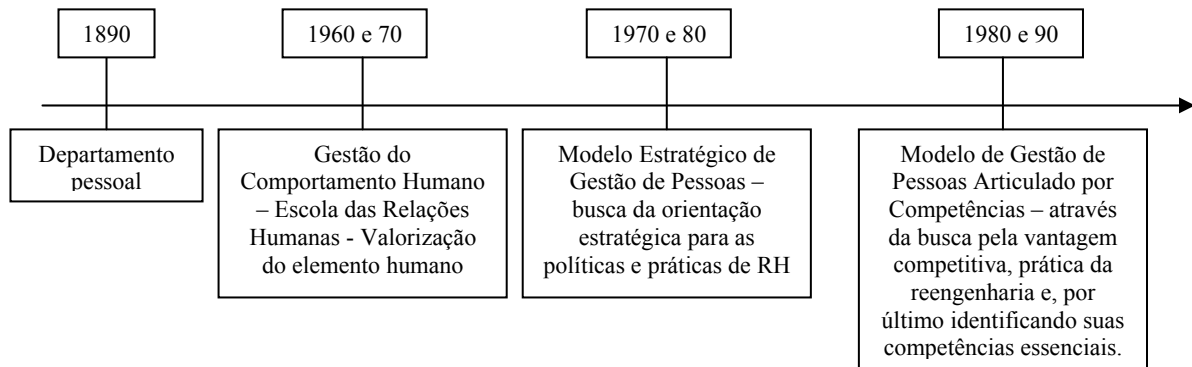 1890
1960 e 70
1970 e 80
1980 e 90
Departamento
pessoal
Gestão do
Comportamento Humano
– Escola das Relações
Humanas - Valorização
do elemento humano
Modelo Estratégico de
Gestão de Pessoas –
busca da orientação
estratégica para as
políticas e práticas de RH
Modelo de Gestão de
Pessoas Articulado por
Competências – através
da busca pela vantagem
competitiva, prática da
reengenharia e, por
último identificando suas
competências essenciais.